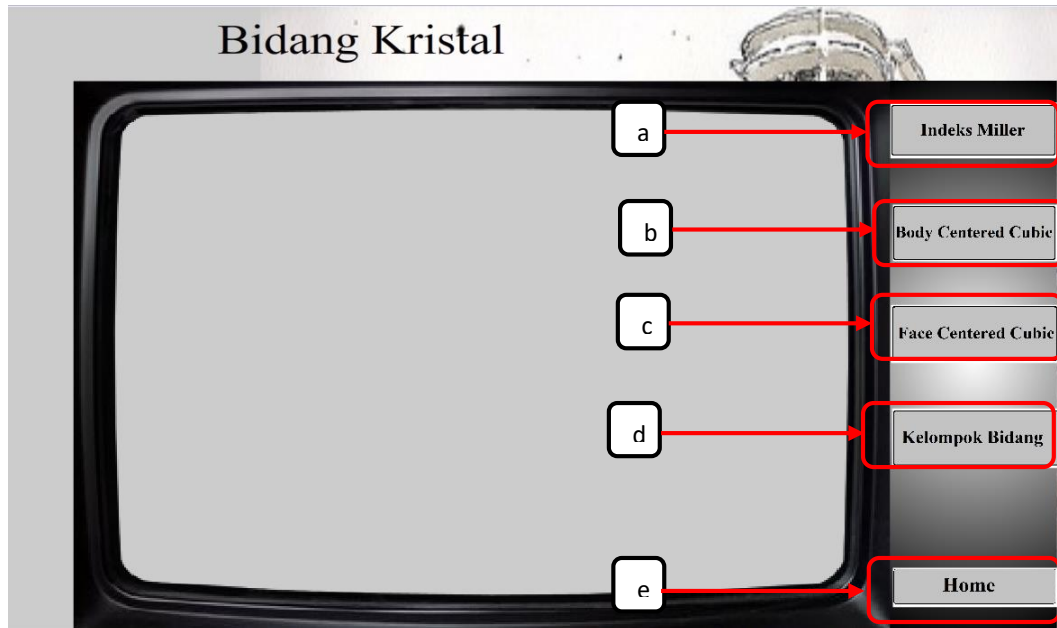 Bidang Kristal
a
Indeks Miller
b
Body Centered Cubic
c
Face Centered Cubic
d
Kelompok Bidang
e
Home